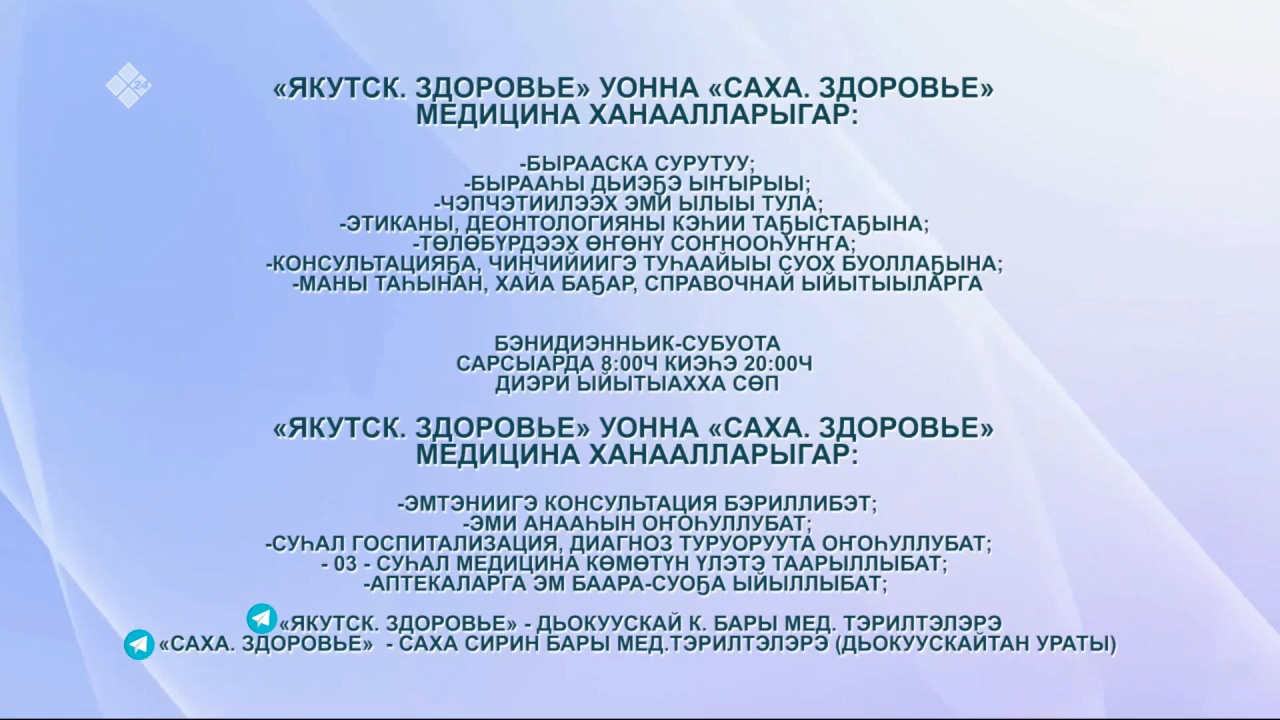 24
«ЯКУТСК. ЗДОРОВЬЕ» УОННА «САХА. ЗДОРОВЬЕ»
МЕДИЦИНА ХАНААЛЛАРЫГАР:
-БЫРААСКА СУРУТУУ;
-БЫРААҺЫ ДЬИЭҔЭ ЫҤЫРЫЫ;
-ЧЭПЧЭТИИЛЭЭХ ЭМИ ЫЛЫЫ ТУЛА;
-ЭТИКАНЫ, ДЕОНТОЛОГИЯНЫ КЭҺИИ ТАҔЫСТАҔЫНА;
-ТӨЛӨБҮРДЭЭХ ӨҤӨНҮ СОҤНООҺУҤҤА;
-КОНСУЛЬТАЦИЯҔА, ЧИНЧИЙИИГЭ ТУҺААЙЫЫ СУОХ БУОЛЛАҔЫНА;
-МАНЫ ТАҺЫНАН, ХАЙА БАҔАР, СПРАВОЧНАЙ ЫЙЫТЫЫЛАРГА
БЭНИДИЭННЬИК-СУБУОТА
САРСЫАРДА 8:00Ч КИЭҺЭ 20:00Ч
ДИЭРИ ЫЙЫТЫАХХА СӨП
«ЯКУТСК. ЗДОРОВЬЕ» УОННА «САХА. ЗДОРОВЬЕ»
МЕДИЦИНА ХАНААЛЛАРЫГАР:
-ЭМТЭНИИГЭ КОНСУЛЬТАЦИЯ БЭРИЛЛИБЭТ;
-ЭМИ АНААҺЫН ОҤОҺУЛЛУБАТ;
-СУҺАЛ ГОСПИТАЛИЗАЦИЯ, ДИАГНОЗ ТУРУОРУУТА ОҤОҺУЛЛУБАТ;
- 03 - СУҺАЛ МЕДИЦИНА КӨМӨТҮН ҮЛЭТЭ ТААРЫЛЛЫБАТ;
-АПТЕКАЛАРГА ЭМ БААРА-СУОҔА ЫЙЫЛЛЫБАТ;
«ЯКУТСК. ЗДОРОВЬЕ» - ДЬОКУУСКАЙ К. БАРЫ МЕД. ТЭРИЛТЭЛЭРЭ
«САХА. ЗДОРОВЬЕ» - САХА СИРИН БАРЫ МЕД.ТЭРИЛТЭЛЭРЭ (ДЬОКУУСКАЙТАН УРАТЫ)